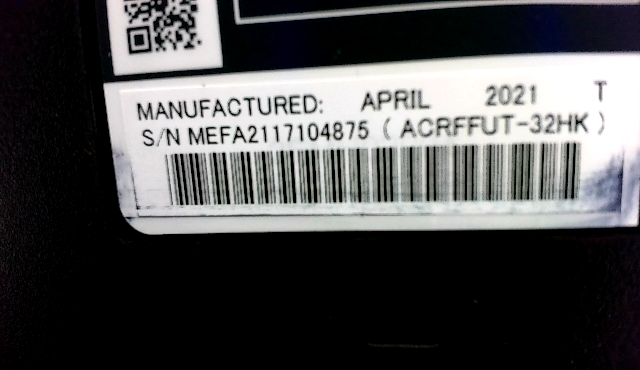 MANUFACTURED: APRIL 2021 T
S/N MEFA2117104875 ( ACRFFUT-32HK )